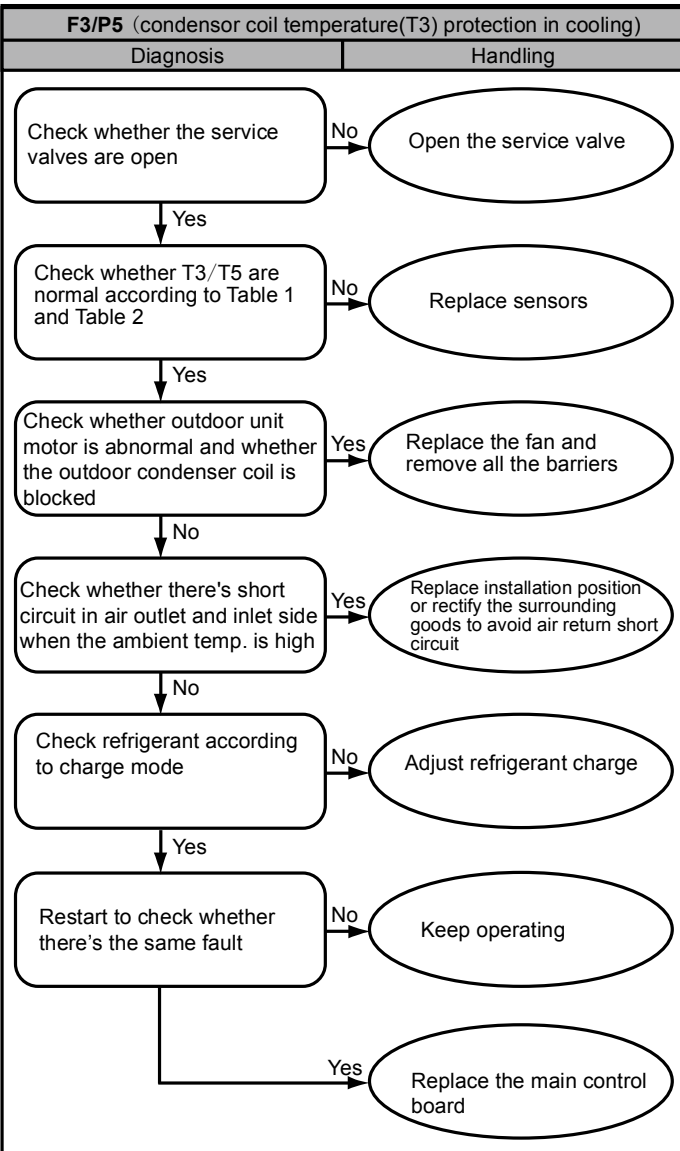 F3/P5（condensor coil temperature(T3) protection in cooling)
Diagnosis
Handling
Check whether the service
valves are open
No
Open the service valve
Yes
Check whether T3/T5 are
normal according to Table 1
and Table 2
No
Replace sensors
Yes
Check whether outdoor unit
motor is abnormal and whether
the outdoor condenser coil is
blocked
Yes
Replace the fan and
remove all the barriers
No
Check whether there's short
circuit in air outlet and inlet side
when the ambient temp. is high
Yes
Replace installation position
or rectify the surrounding
goods to avoid air return short
circuit
No
Check refrigerant according
to charge mode
No
Adjust refrigerant charge
Yes
Restart to check whether
there's the same fault
No
Keep operating
Yes
Replace the main control
board